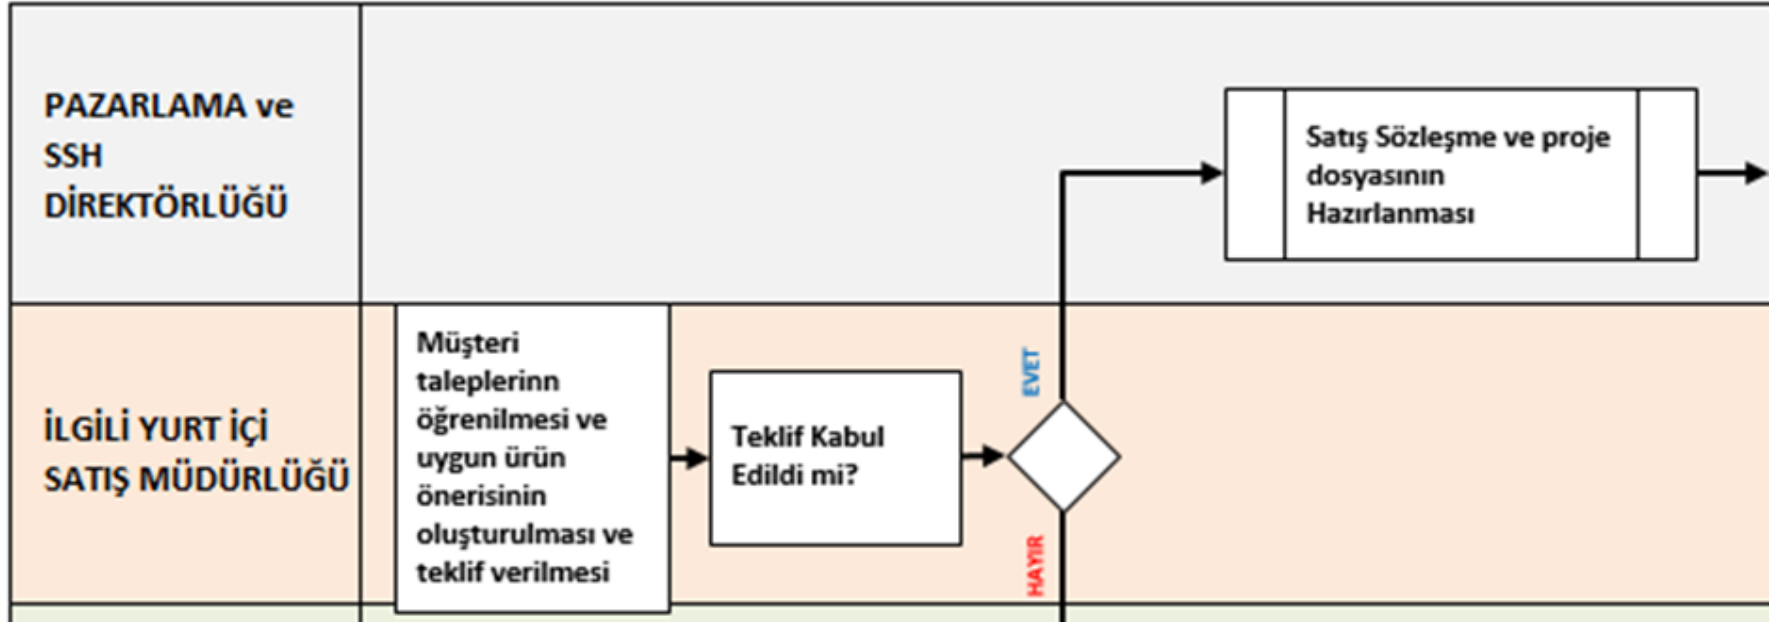 PAZARLAMA ve
SSH
DİREKTÖRLÜĞÜ
Satış Sözleşme ve proje
dosyasının
Hazırlanması
İLGİLİ YURT İÇİ
SATIŞ MÜDÜRLÜĞÜ
Müşteri
taleplerinn
öğrenilmesi ve
uygun ürün
önerisinin
oluşturulması ve
teklif verilmesi
Teklif Kabul
Edildi mi?
EVET
HAYIR